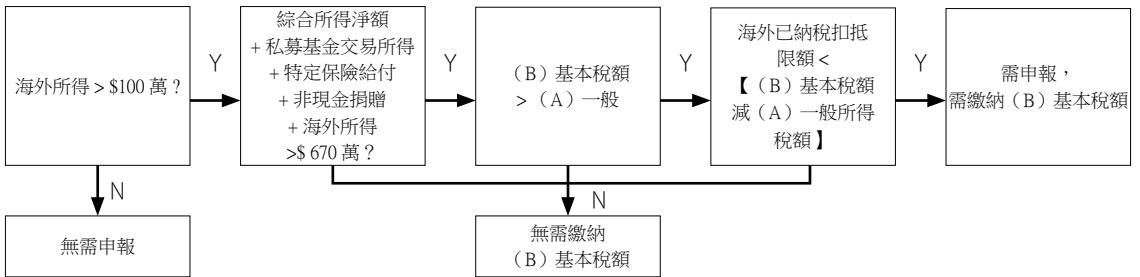 海外所得 > $100 萬？
Y
綜合所得淨額
+ 私募基金交易所得
+ 特定保險給付
+ 非現金捐贈
+ 海外所得
>$ 670 萬？
Y
（B）基本稅額
>（A）一般
Y
海外已納稅扣抵
限額 <
【（B）基本稅額
減（A）一般所得
稅額】
Y
需申報，
需繳納（B）基本稅額
N
無需申報
N
無需繳納
（B）基本稅額